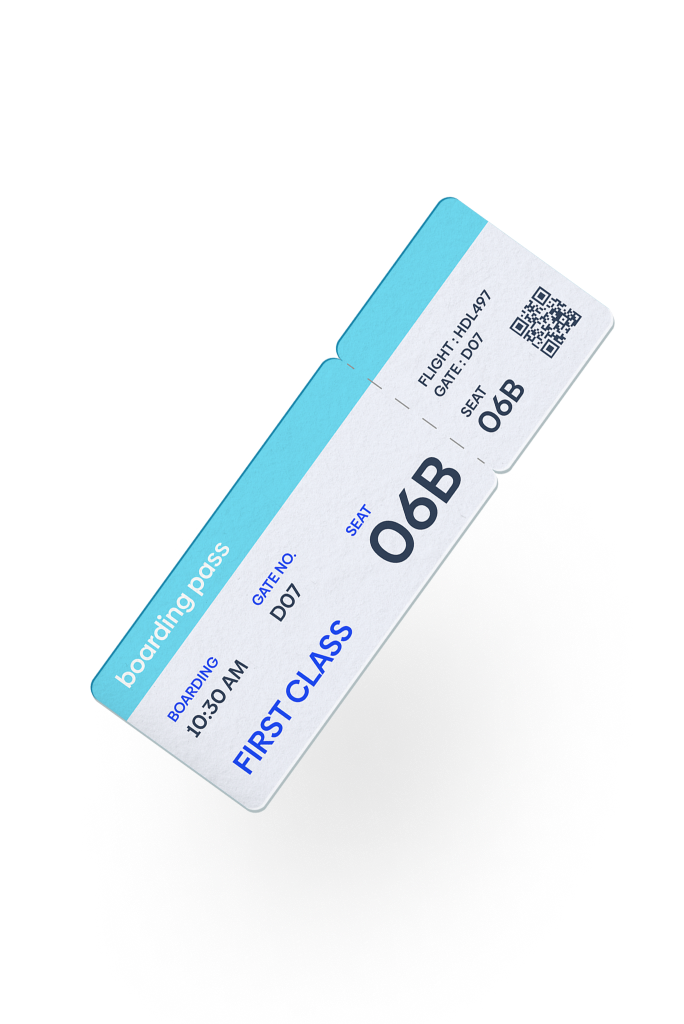 boarding pass
BOARDING
10:30 AM
GATE NO.
D07
SEAT
06B
FIRST CLASS
FLIGHT : HDL497
GATE : D07
SEAT
06B